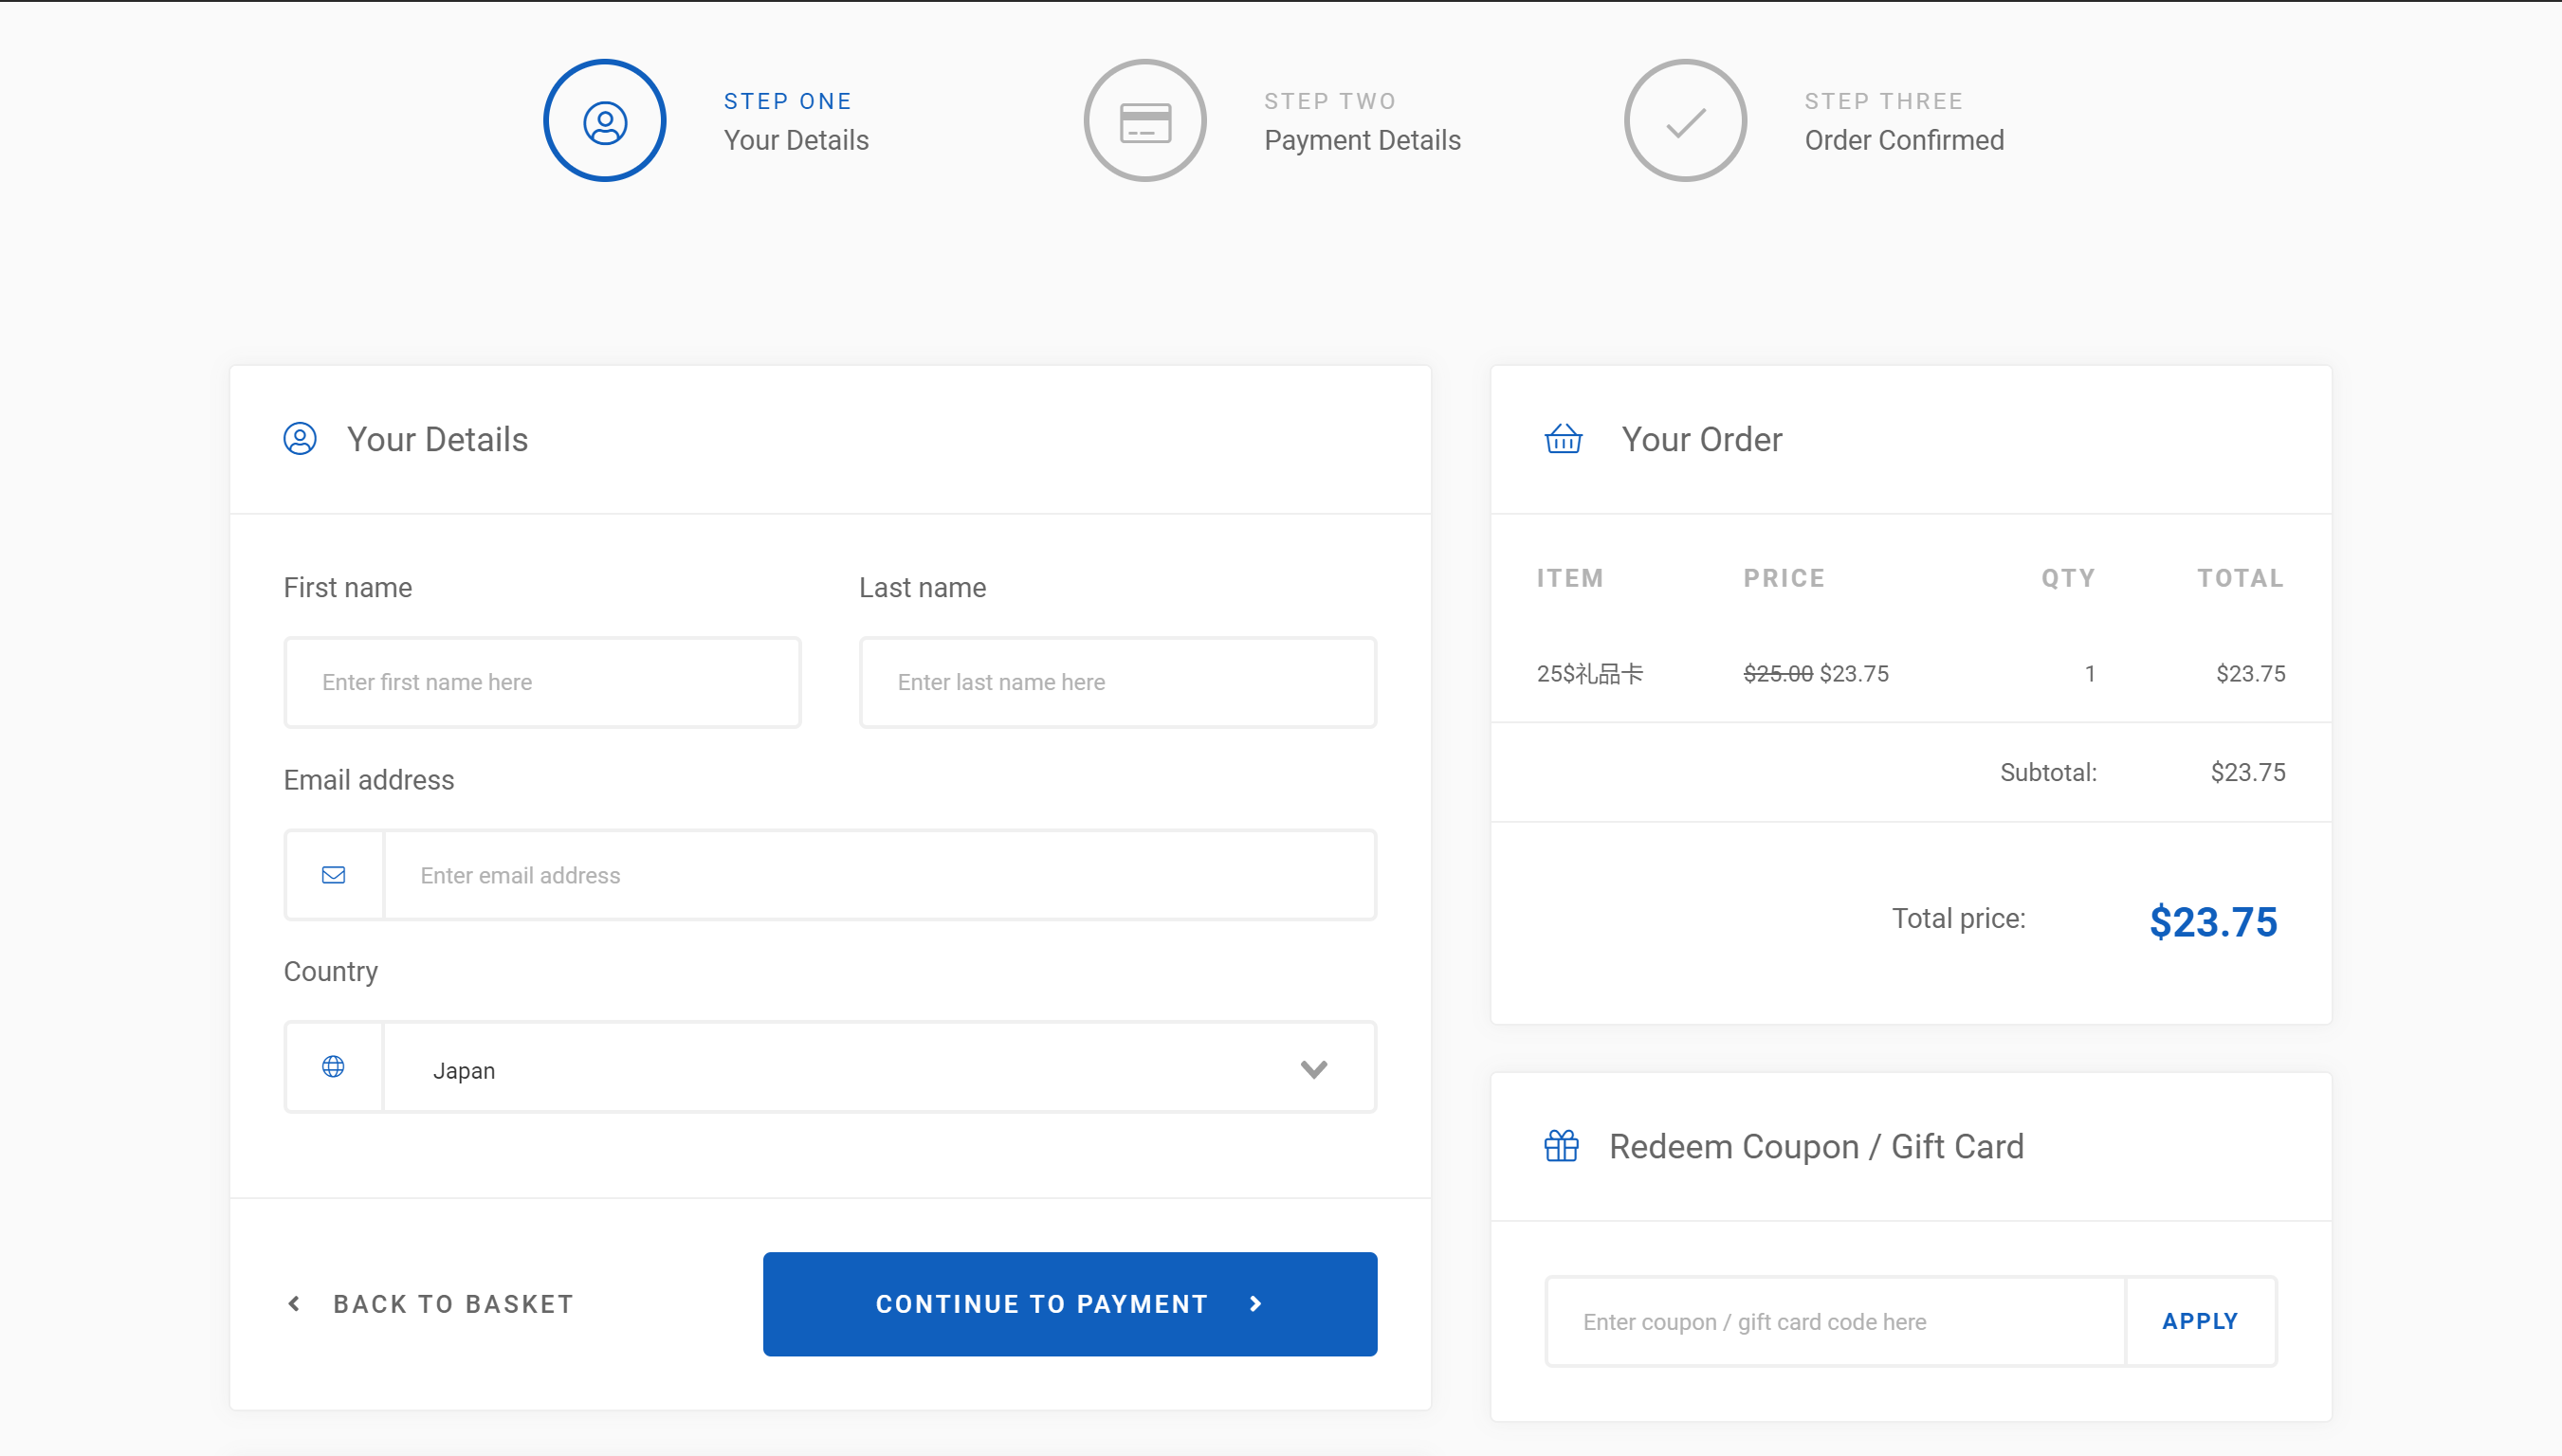 STEP ONE
Your Details
STEP TWO
Payment Details
STEP THREE
Order Confirmed
Your Details
First name
Last name
Enter first name here
Enter last name here
Email address
Enter email address
Country
Japan
BACK TO BASKET
CONTINUE TO PAYMENT
Your Order
ITEM PRICE QTY TOTAL
25$礼品卡 $25.00 $23.75 1 $23.75
Subtotal: $23.75
Total price: $23.75
Redeem Coupon / Gift Card
Enter coupon / gift card code here
APPLY